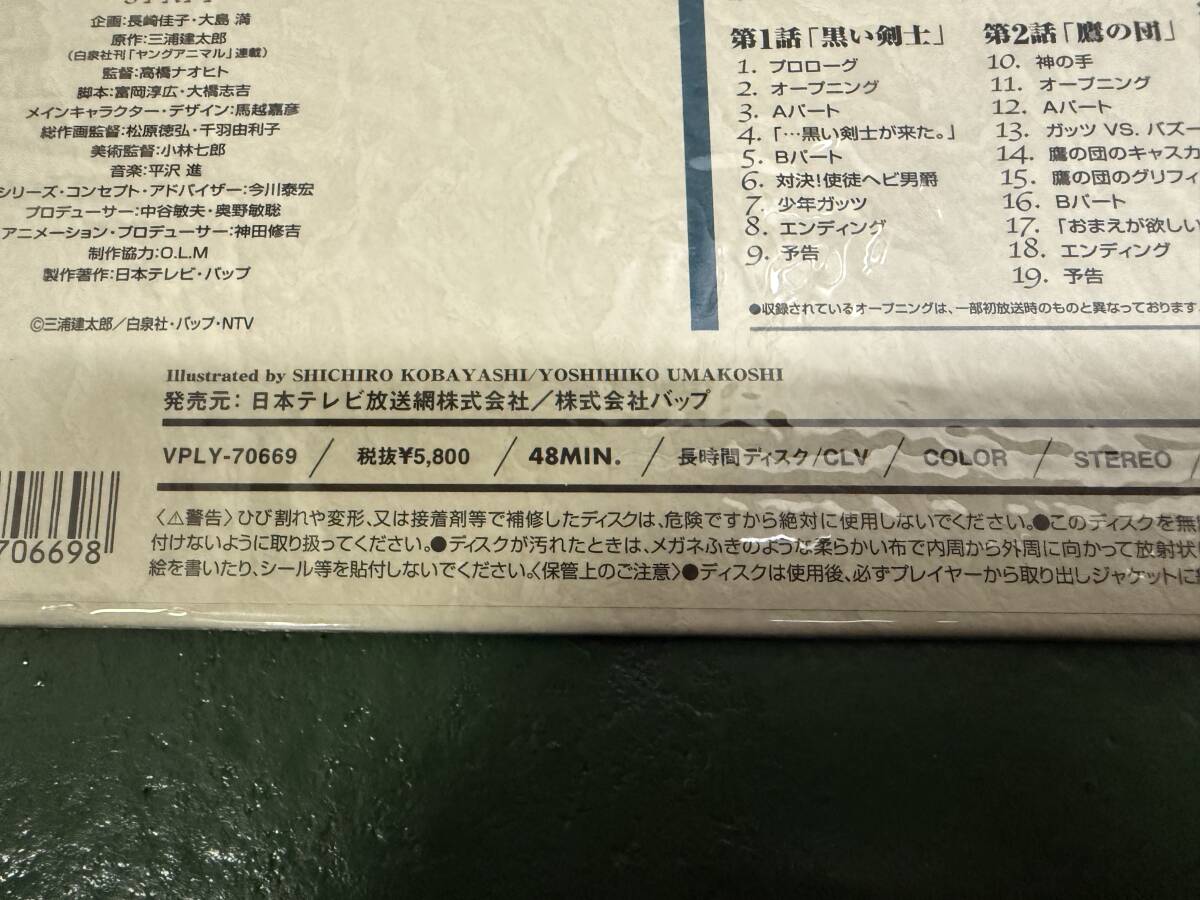 企画:長崎佳子・大島 満
原作:三浦建太郎
(白泉社刊「ヤングアニマル」連載)
監督:高橋ナオヒト
脚本:富岡淳広・大橋志吉
メインキャラクター・デザイン:馬越嘉彦
総作画監督:松原徳弘・千羽由利子
美術監督:小林七郎
音楽:平沢 進
シリーズ・コンセプト・アドバイザー:今川泰宏
プロデューサー:中谷敏夫・奥野敏聡
アニメーション・プロデューサー:神田修吉
制作協力:O.L.M
製作著作:日本テレビ・バップ
©三浦建太郎/白泉社・バップ・NTV
第1話「黒い剣士」
1. プロローグ
2. オープニング
3. Aパート
4. 「…黒い剣士が来た。」
5. Bパート
6. 対決!使徒ヘビ男爵
7. 少年ガッツ
8. エンディング
9. 予告
第2話「鷹の団」
10. 神の手
11. オープニング
12. Aパート
13. ガッツ VS. バズー
14. 鷹の団のキャスカ
15. 鷹の団のグリフィ
16. Bパート
17. 「おまえが欲しい
18. エンディング
19. 予告
●収録されているオープニングは、一部初放送時のものと異なっております。
Illustrated by SHICHIRO KOBAYASHI/YOSHIHIKO UMAKOSHI
発売元: 日本テレビ放送網株式会社/株式会社バップ
VPLY-70669 / 税抜¥5,800 / 48MIN. / 長時間ディスク/CLV / COLOR / STEREO /
706698
〈⚠警告〉ひび割れや変形、又は接着剤等で補修したディスクは、危険ですから絶対に使用しないでください。●このディスクを無
付けないように取り扱ってください。●ディスクが汚れたときは、メガネふきのような柔らかい布で内周から外周に向かって放射状
絵を書いたり、シール等を貼付しないでください。〈保管上のご注意〉●ディスクは使用後、必ずプレイヤーから取り出しジャケットに